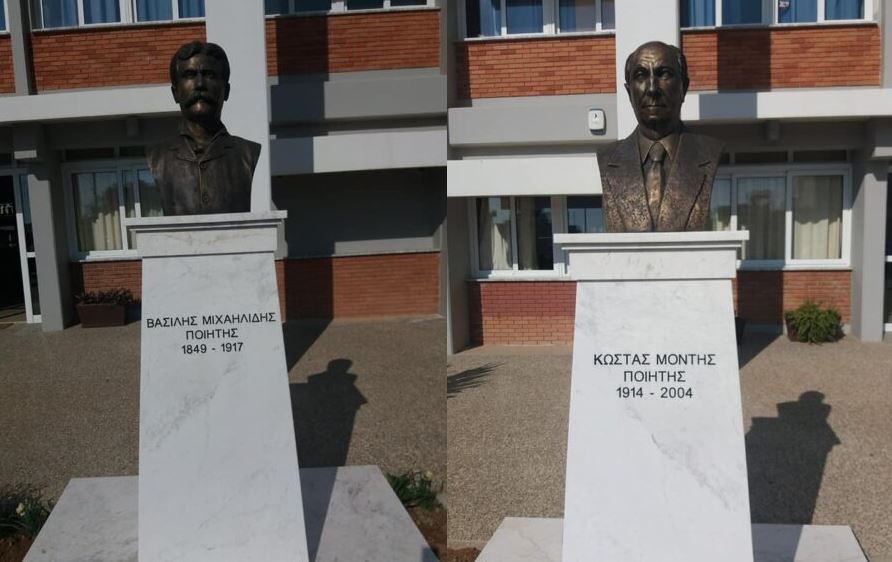 ΒΑΣΙΛΗΣ ΜΙΧΑΗΛΙΔΗΣ
ΠΟΙΗΤΗΣ
1849 - 1917
ΚΩΣΤΑΣ ΜΟΝΤΗΣ
ΠΟΙΗΤΗΣ
1914 - 2004